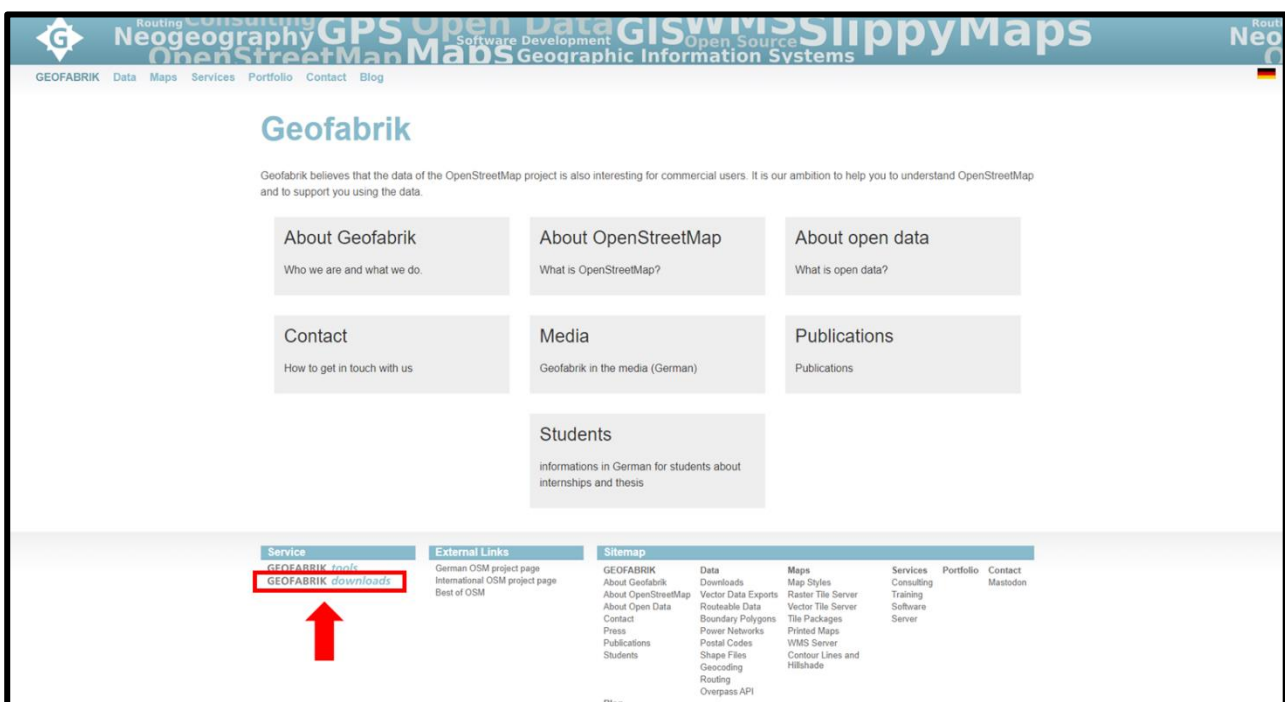 Routing Consulting GPS Open Data GIS WMS SlippyMaps
Neogeography Software Development Open Source
OpenStreetMap Maps Geographic Information Systems
Neo
G
GEOFABRIK Data Maps Services Portfolio Contact Blog
Geofabrik
Geofabrik believes that the data of the OpenStreetMap project is also interesting for commercial users. It is our ambition to help you to understand OpenStreetMap
and to support you using the data.
About Geofabrik
Who we are and what we do.
About OpenStreetMap
What is OpenStreetMap?
About open data
What is open data?
Contact
How to get in touch with us
Media
Geofabrik in the media (German)
Publications
Publications
Students
informations in German for students about
internships and thesis
Service
GEOFABRIK tools
GEOFABRIK downloads
External Links
German OSM project page
International OSM project page
Best of OSM
Sitemap
GEOFABRIK
About Geofabrik
About OpenStreetMap
About Open Data
Contact
Press
Publications
Students
Data
Downloads
Vector Data Exports
Routeable Data
Boundary Polygons
Power Networks
Postal Codes
Shape Files
Geocoding
Routing
Overpass API
Maps
Map Styles
Raster Tile Server
Vector Tile Server
Tile Packages
Printed Maps
WMS Server
Contour Lines and
Hillshade
Services
Consulting
Training
Software
Server
Portfolio
Contact
Mastodon